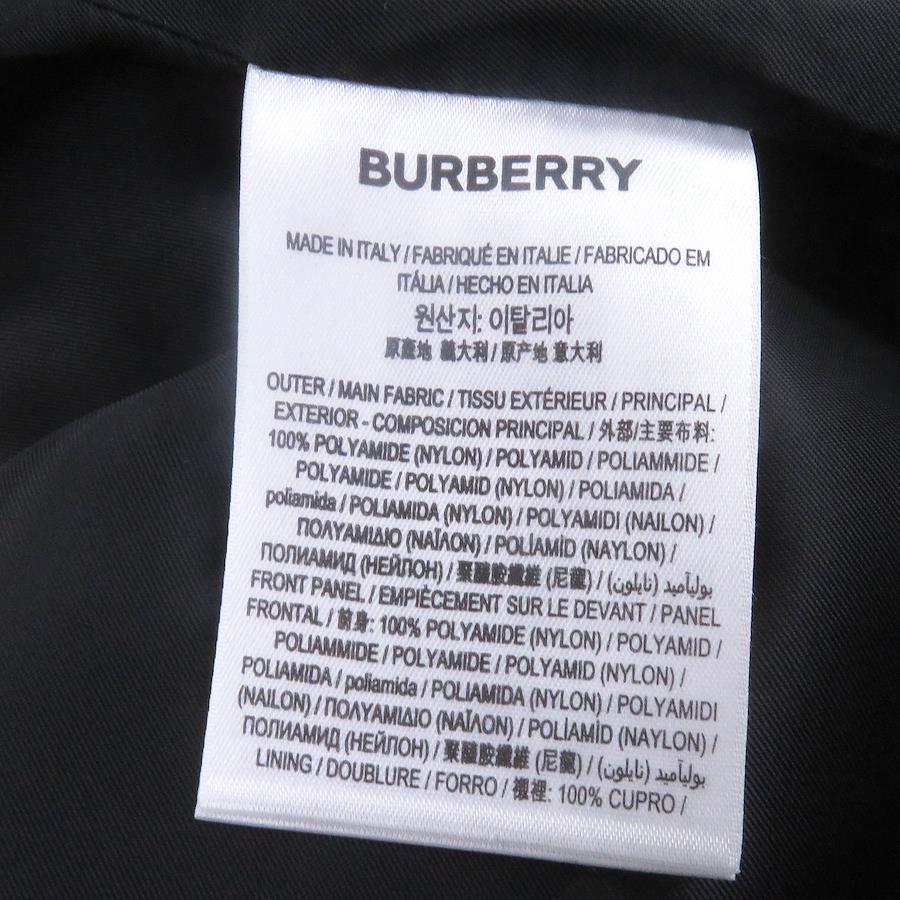 BURBERRY
MADE IN ITALY / FABRIQUÉ EN ITALIE / FABRICADO EM
ITÁLIA / HECHO EN ITALIA
원산지: 이탈리아
原產地 義大利 / 原产地 意大利
OUTER / MAIN FABRIC / TISSU EXTÉRIEUR / PRINCIPAL /
EXTERIOR - COMPOSICION PRINCIPAL / 外部/主要布料:
100% POLYAMIDE (NYLON) / POLYAMID / POLIAMMIDE /
POLYAMIDE / POLYAMID (NYLON) / POLIAMIDA /
poliamida / POLIAMIDA (NYLON) / POLYAMIDI (NAILON) /
ΠΟΛΥΑΜΙΔΙΟ (ΝΑΪΛΟΝ) / POLİAMİD (NAYLON) /
ПОЛИАМИД (НЕЙЛОН) / 聚醯胺纖維 (尼龍) / بولياميد (نايلون) /
FRONT PANEL / EMPIÈCEMENT SUR LE DEVANT / PANEL
FRONTAL / 前身: 100% POLYAMIDE (NYLON) / POLYAMID /
POLIAMMIDE / POLYAMIDE / POLYAMID (NYLON) /
POLIAMIDA / poliamida / POLIAMIDA (NYLON) / POLYAMIDI
(NAILON) / ΠΟΛΥΑΜΙΔΙΟ (ΝΑΪΛΟΝ) / POLİAMİD (NAYLON) /
ПОЛИАМИД (НЕЙЛОН) / 聚醯胺纖維 (尼龍) / بولياميد (نايلون) /
LINING / DOUBLURE / FORRO / 襯裡: 100% CUPRO /